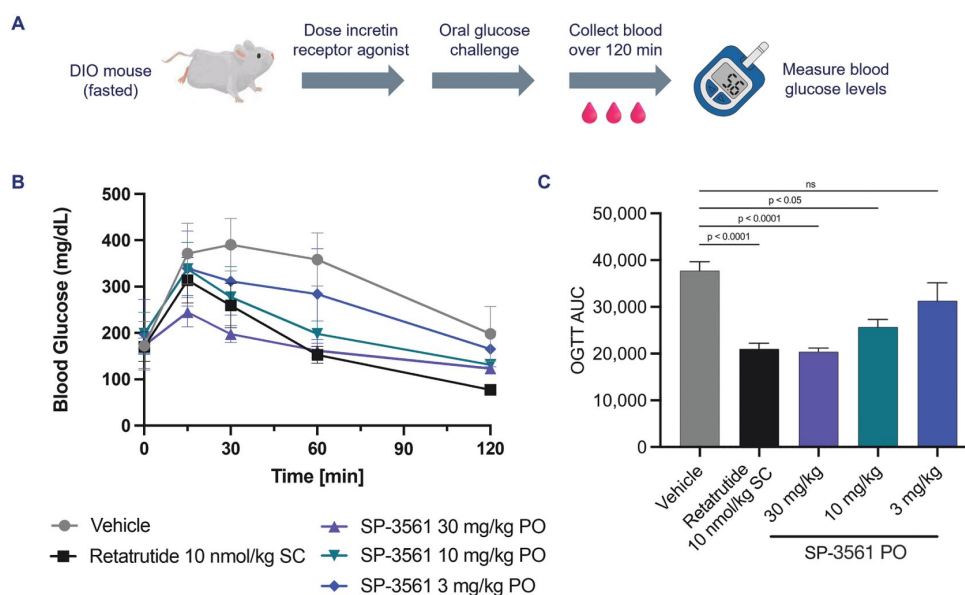 A
DIO mouse
(fasted)
Dose incretin
receptor agonist
Oral glucose
challenge
Collect blood
over 120 min
56
Measure blood
glucose levels
B
500
400
300
200
100
0
Blood Glucose (mg/dL)
0
30
60
90
120
Time [min]
Vehicle
Retatrutide 10 nmol/kg SC
SP-3561 30 mg/kg PO
SP-3561 10 mg/kg PO
SP-3561 3 mg/kg PO
C
ns
p < 0.05
p < 0.0001
p < 0.0001
50,000
40,000
30,000
20,000
10,000
0
OGTT AUC
Vehicle
Retatrutide
10 nmol/kg SC
30 mg/kg
10 mg/kg
3 mg/kg
SP-3561 PO